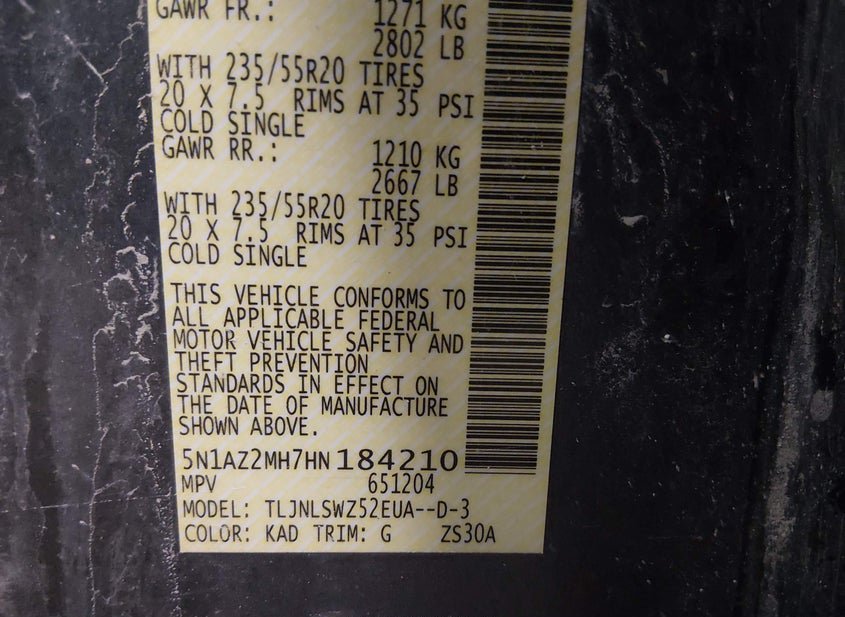 GAWR FR.: 1271 KG
2802 LB
WITH 235/55R20 TIRES
20 X 7.5 RIMS AT 35 PSI
COLD SINGLE
GAWR RR.: 1210 KG
2667 LB
WITH 235/55R20 TIRES
20 X 7.5 RIMS AT 35 PSI
COLD SINGLE
THIS VEHICLE CONFORMS TO
ALL APPLICABLE FEDERAL
MOTOR VEHICLE SAFETY AND
THEFT PREVENTION
STANDARDS IN EFFECT ON
THE DATE OF MANUFACTURE
SHOWN ABOVE.
5N1AZ2MH7HN 184210
MPV 651204
MODEL: TLJNLSWZ52EUA--D-3
COLOR: KAD TRIM: G ZS30A